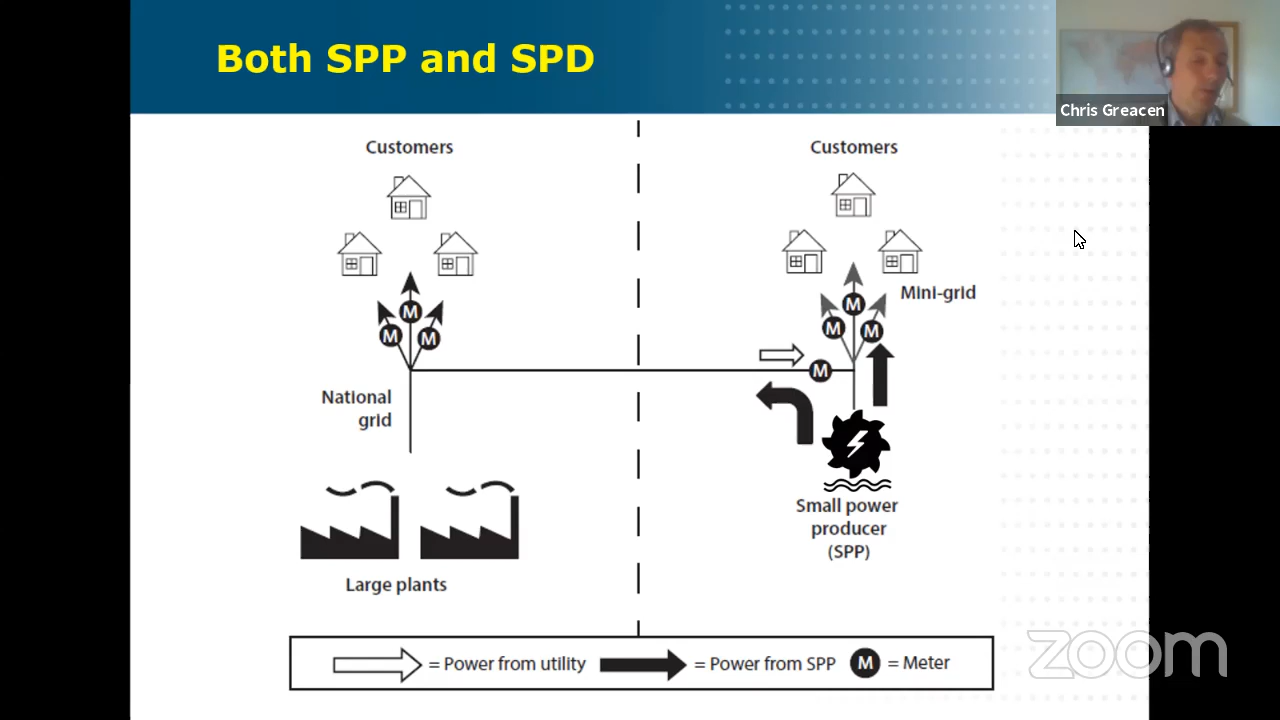 Both SPP and SPD
Chris Greacen
Customers
Customers
Mini-grid
M
M
M
M
M
M
M
National
grid
Small power
producer
(SPP)
Large plants
= Power from utility
= Power from SPP
M = Meter
zoom